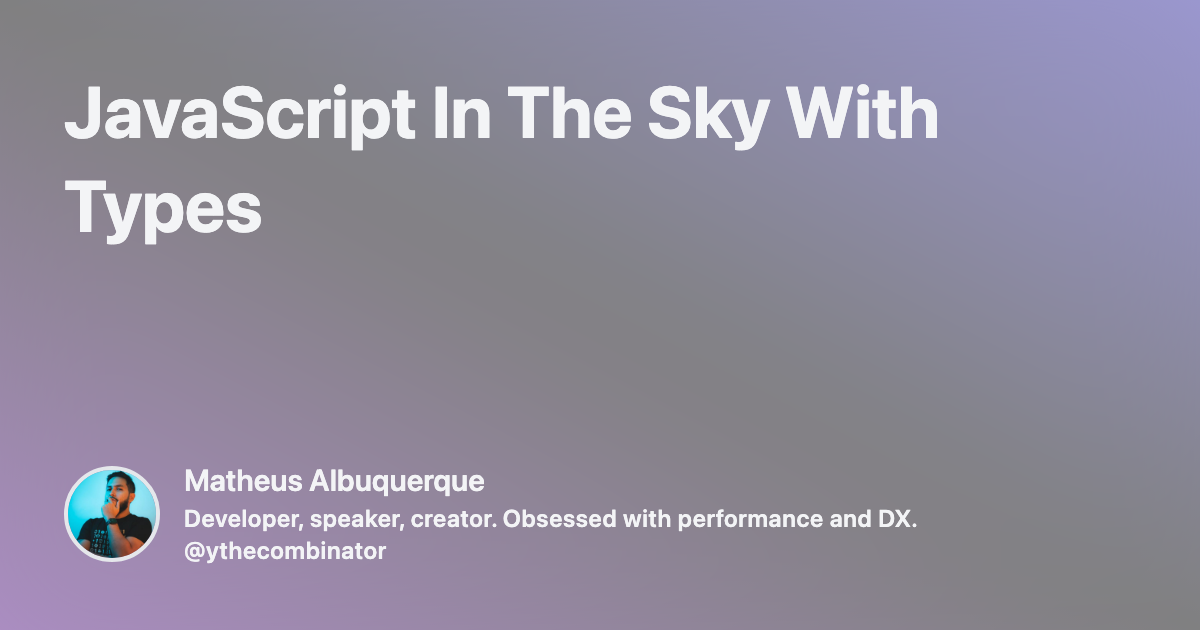 JavaScript In The Sky With
Types
Matheus Albuquerque
Developer, speaker, creator. Obsessed with performance and DX.
@ythecombinator